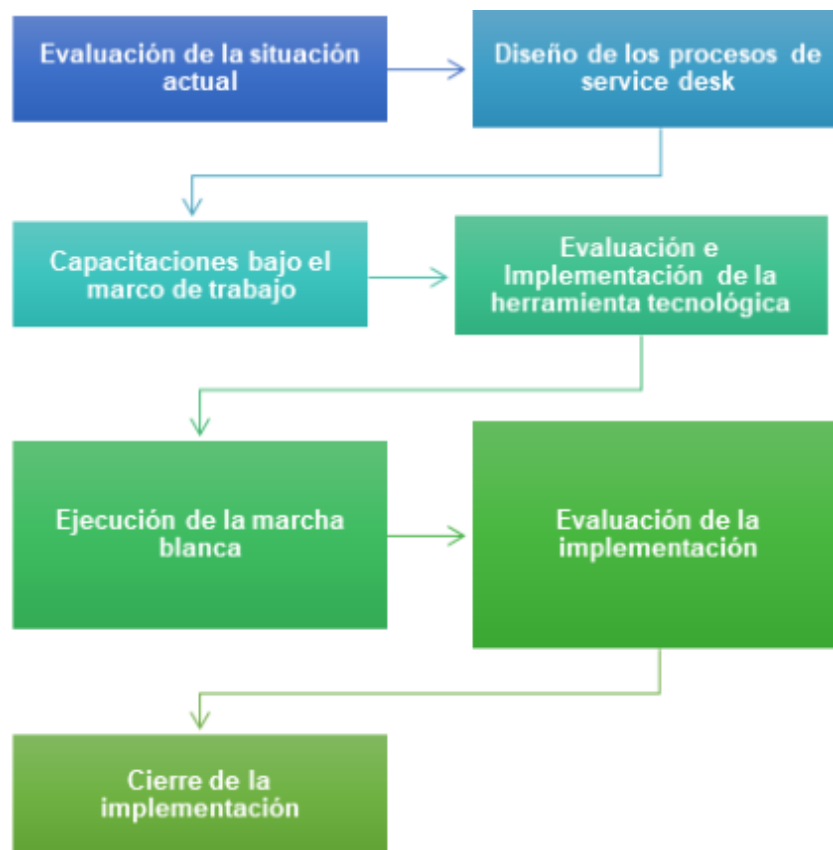 Evaluación de la situación
actual
Diseño de los procesos de
service desk
Capacitaciones bajo el
marco de trabajo
Evaluación e
Implementación de la
herramienta tecnológica
Ejecución de la marcha
blanca
Evaluación de la
implementación
Cierre de la
implementación